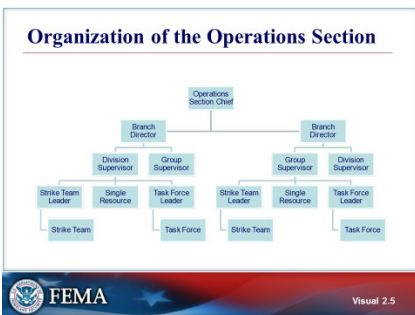 Organization of the Operations Section
Operations
Section Chief
Branch
Director
Branch
Director
Division
Supervisor
Group
Supervisor
Group
Supervisor
Division
Supervisor
Strike Team
Leader
Single
Resource
Task Force
Leader
Strike Team
Leader
Single
Resource
Task Force
Leader
Strike Team
Task Force
Strike Team
Task Force
FEMA
Visual 2.5